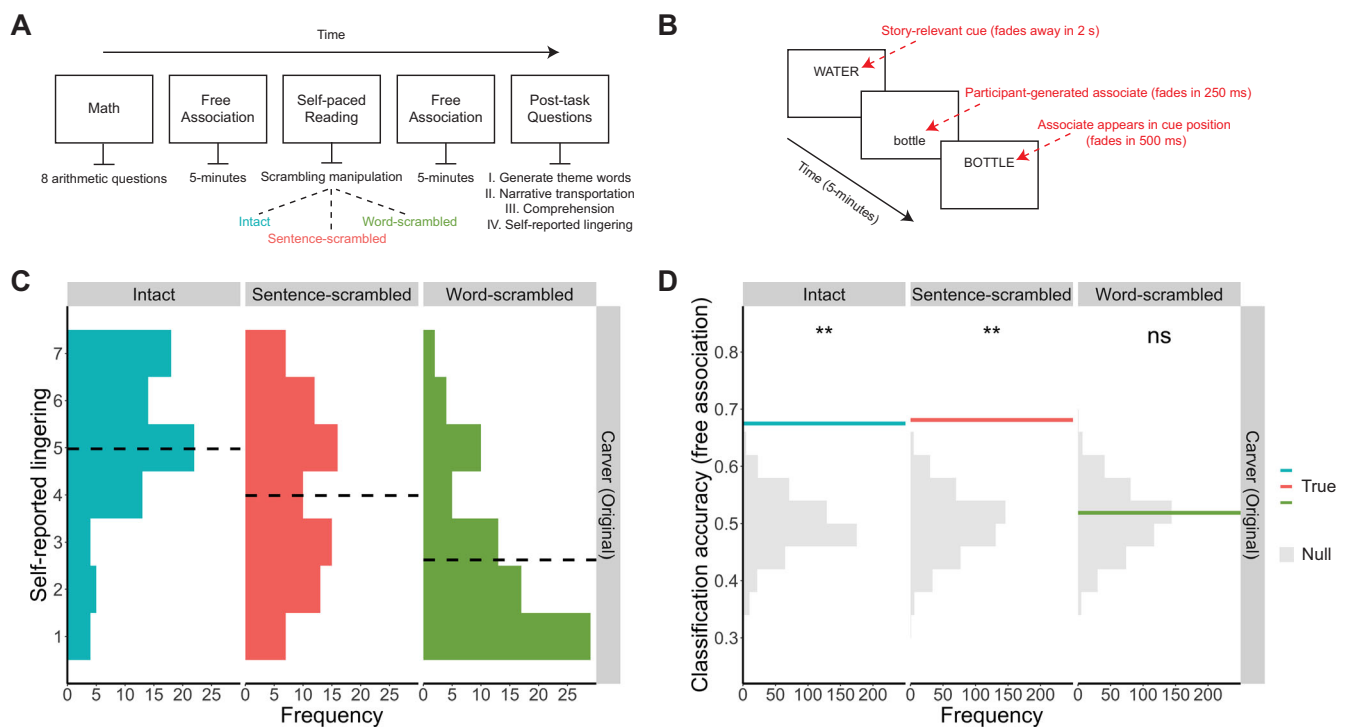 A
Time
Math
Free
Association
Self-paced
Reading
Free
Association
Post-task
Questions
8 arithmetic questions
5-minutes
Scrambling manipulation
5-minutes
I. Generate theme words
II. Narrative transportation
III. Comprehension
IV. Self-reported lingering
Intact
Word-scrambled
Sentence-scrambled
B
Story-relevant cue (fades away in 2 s)
WATER
Participant-generated associate (fades in 250 ms)
bottle
Associate appears in cue position
(fades in 500 ms)
BOTTLE
Time (5-minutes)
C
Intact
Sentence-scrambled
Word-scrambled
Self-reported lingering
7
6
5
4
3
2
1
0 5 10 15 20 25
0 5 10 15 20 25
0 5 10 15 20 25
Frequency
Carver (Original)
D
Intact
Sentence-scrambled
Word-scrambled
** ** ns
Classification accuracy (free association)
0.8
0.7
0.6
0.5
0.4
0.3
0 50 100 150 200
0 50 100 150 200
0 50 100 150 200
Frequency
Carver (Original)
True
Null